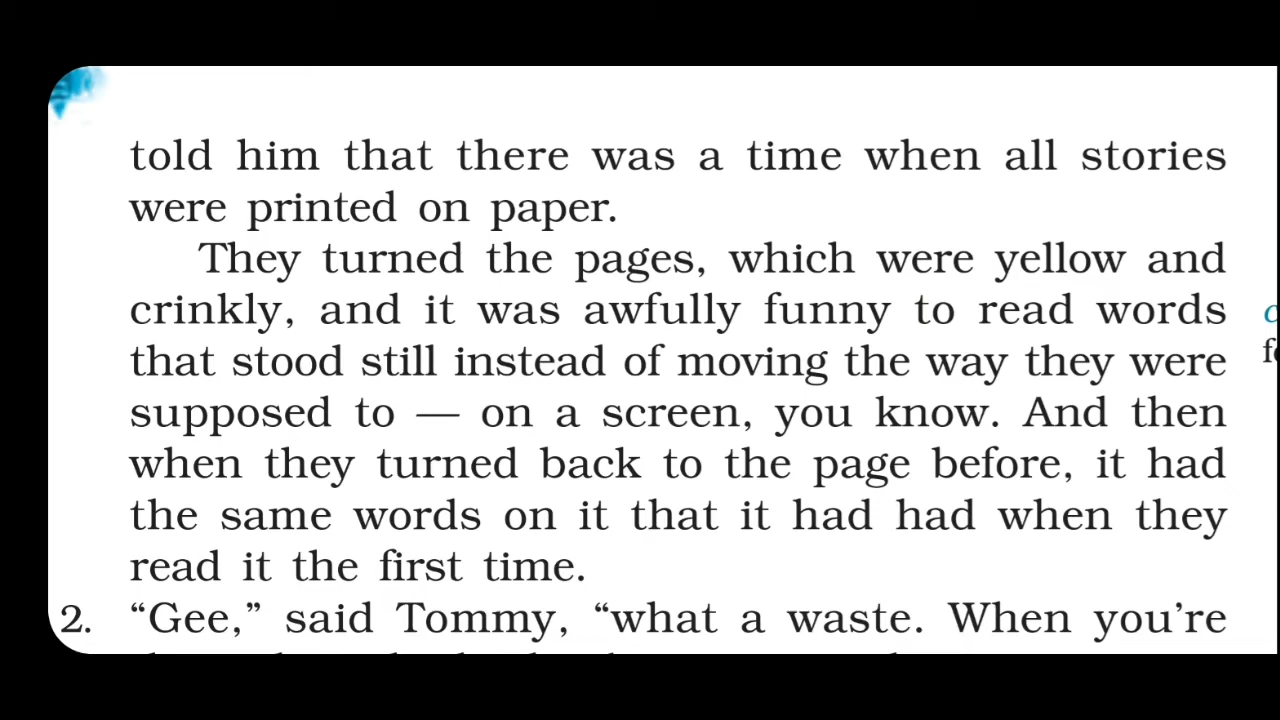 told him that there was a time when all stories
were printed on paper.
They turned the pages, which were yellow and
crinkly, and it was awfully funny to read words
that stood still instead of moving the way they were
supposed to — on a screen, you know. And then
when they turned back to the page before, it had
the same words on it that it had had when they
read it the first time.
2. “Gee,” said Tommy, “what a waste. When you’re